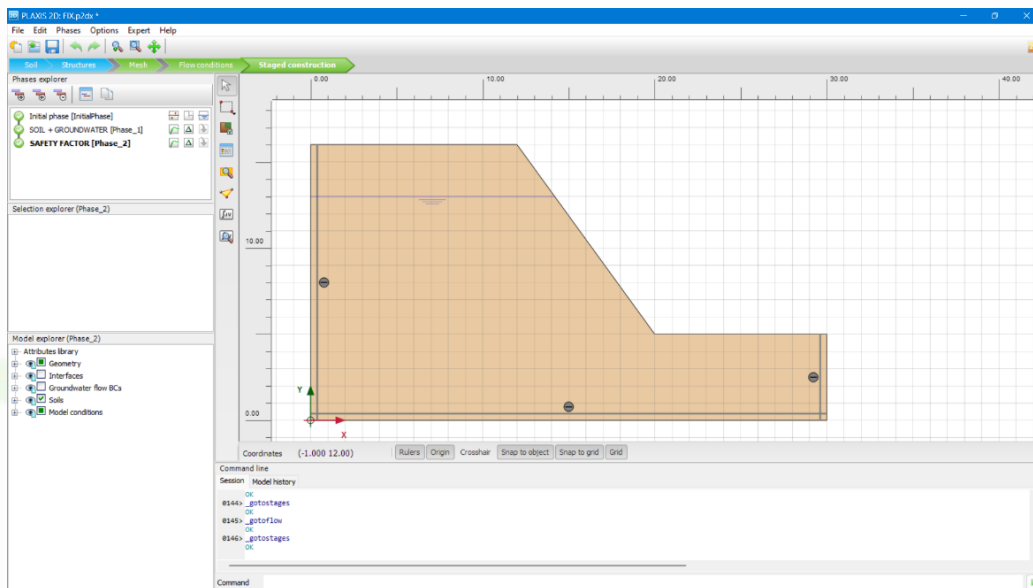 PLAXIS 2D: FIX.p2dx *
File Edit Phases Options Expert Help
Soil Structures Mesh Flow conditions Staged construction
Phases explorer
Initial phase [InitialPhase]
SOIL + GROUNDWATER [Phase_1]
SAFETY FACTOR [Phase_2]
Selection explorer (Phase_2)
Model explorer (Phase_2)
Attributes library
Geometry
Interfaces
Groundwater flow BCs
Soils
Model conditions
0.00 10.00 20.00 30.00 40.00
10.00
0.00
Y
X
Coordinates (-1.000 12.00) Rulers Origin Crosshair Snap to object Snap to grid Grid
Command line
Session Model history
OK
0144> _gotostages
OK
0145> _gotoflow
OK
0146> _gotostages
OK
Command